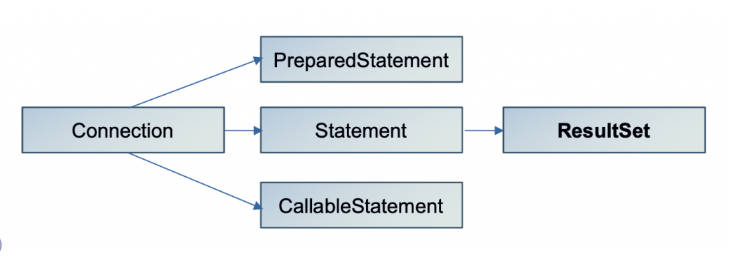 PreparedStatement
Connection
Statement
ResultSet
CallableStatement